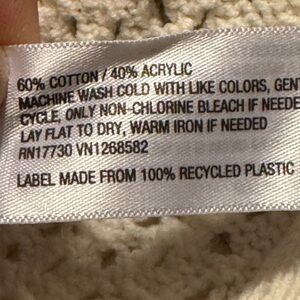 60% COTTON / 40% ACRYLIC
MACHINE WASH COLD WITH LIKE COLORS, GENT
CYCLE, ONLY NON-CHLORINE BLEACH IF NEEDE
LAY FLAT TO DRY, WARM IRON IF NEEDED
RN17730 VN1268582
LABEL MADE FROM 100% RECYCLED PLASTIC